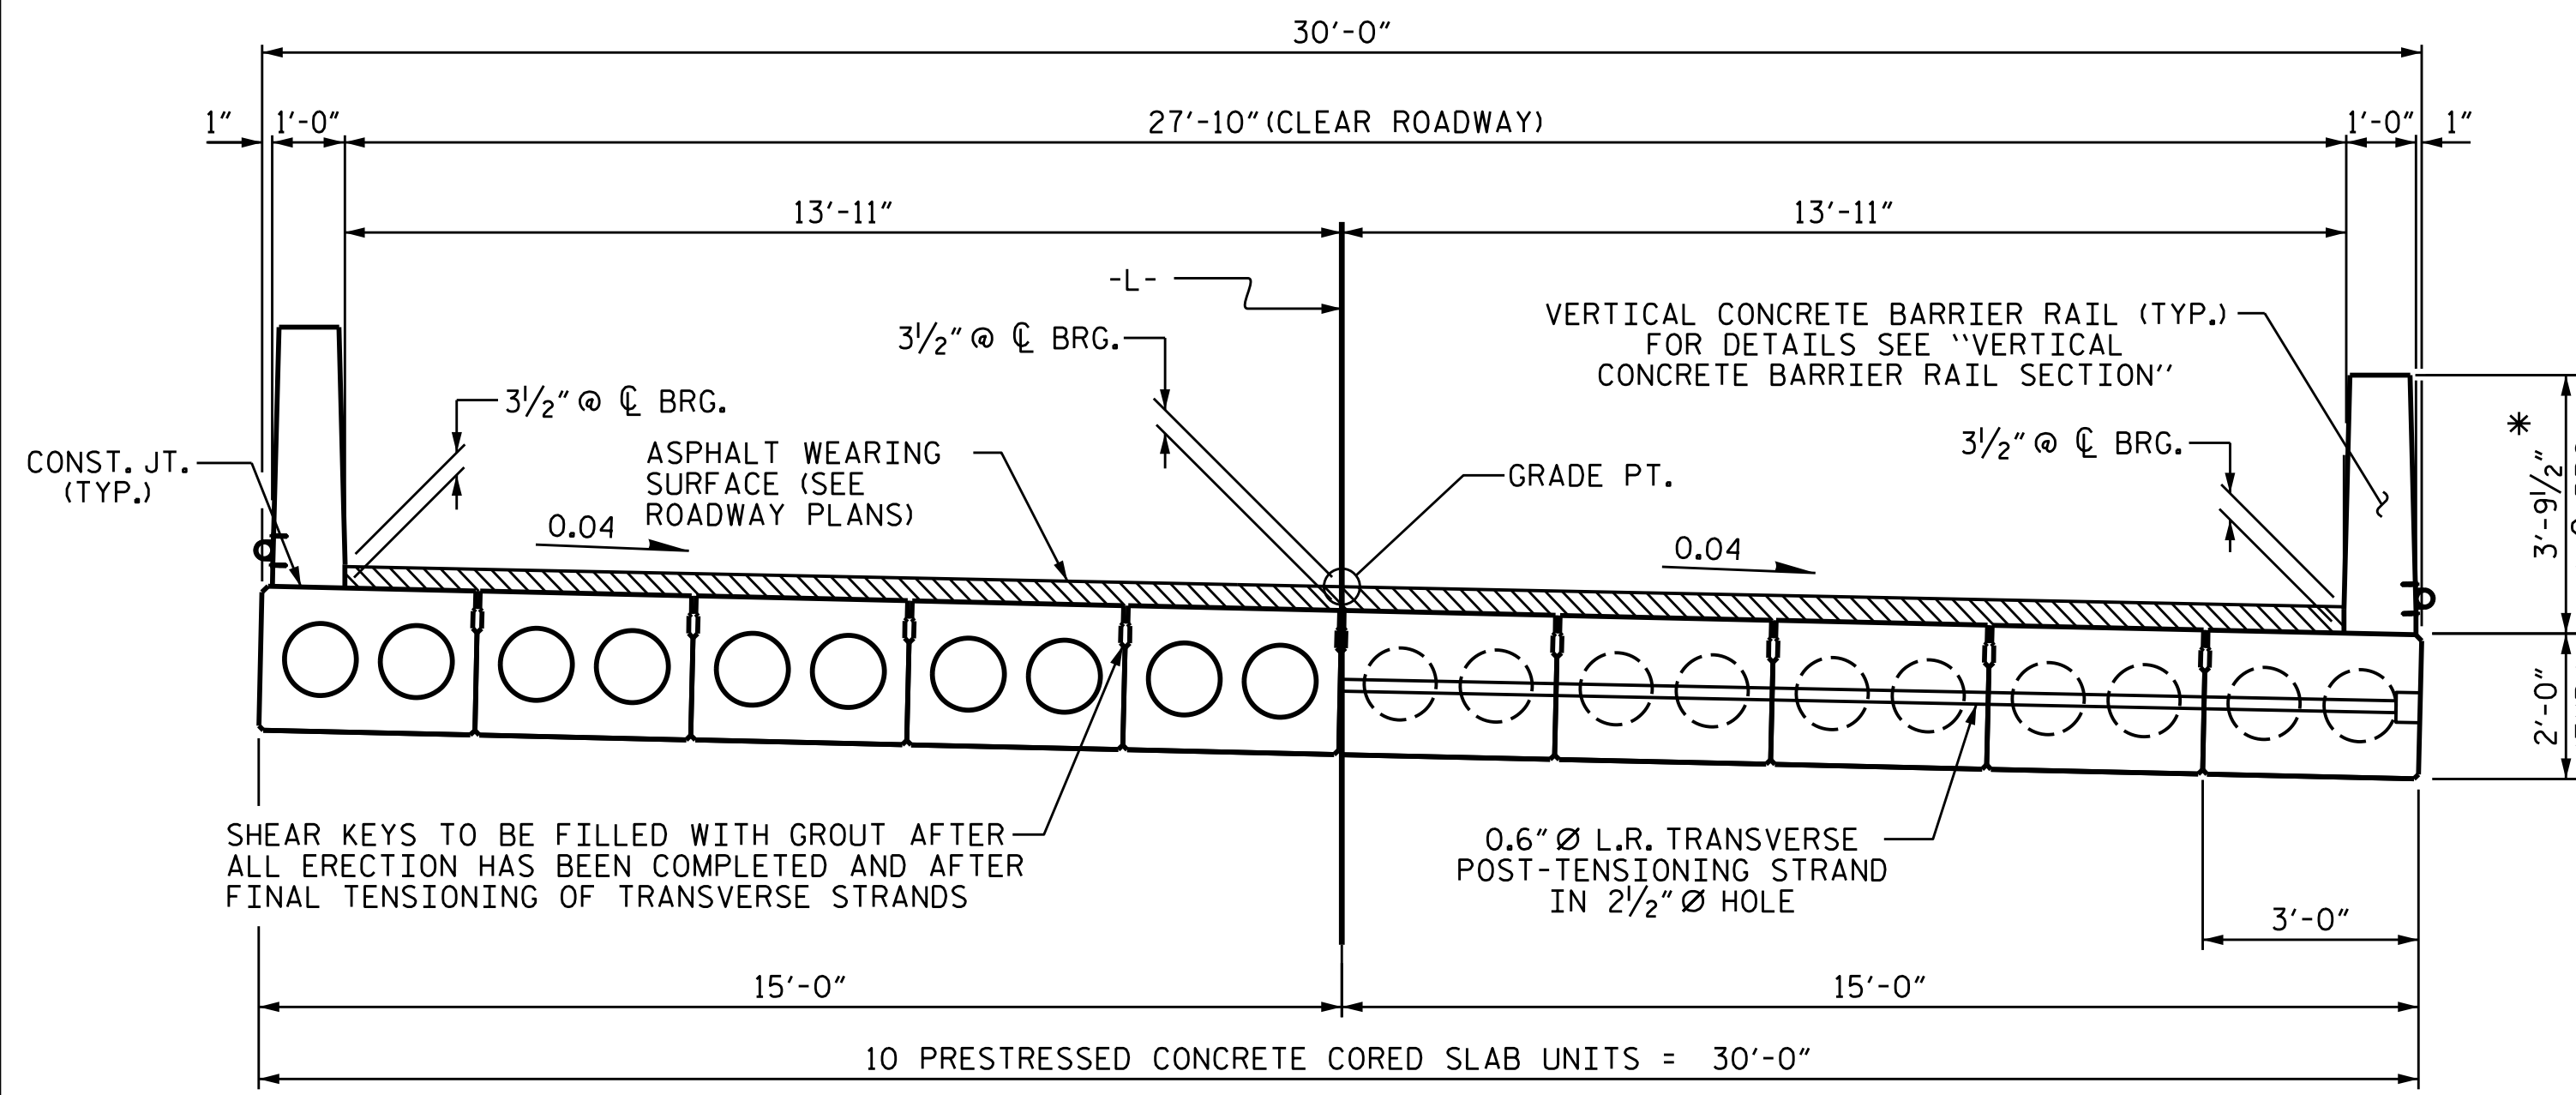 30'-0"
1"
1'-0"
27'-10" (CLEAR ROADWAY)
1'-0"
1"
13'-11"
13'-11"
-L-
3½" @ ℄ BRG.
VERTICAL CONCRETE BARRIER RAIL (TYP.)
FOR DETAILS SEE "VERTICAL
CONCRETE BARRIER RAIL SECTION"
3½" @ ℄ BRG.
3½" @ ℄ BRG.
CONST. JT.
(TYP.)
ASPHALT WEARING
SURFACE (SEE
ROADWAY PLANS)
GRADE PT.
0.04
0.04
3'-9½" *
2'-0"
SHEAR KEYS TO BE FILLED WITH GROUT AFTER
ALL ERECTION HAS BEEN COMPLETED AND AFTER
FINAL TENSIONING OF TRANSVERSE STRANDS
0.6" Ø L.R. TRANSVERSE
POST-TENSIONING STRAND
IN 2½" Ø HOLE
3'-0"
15'-0"
15'-0"
10 PRESTRESSED CONCRETE CORED SLAB UNITS = 30'-0"